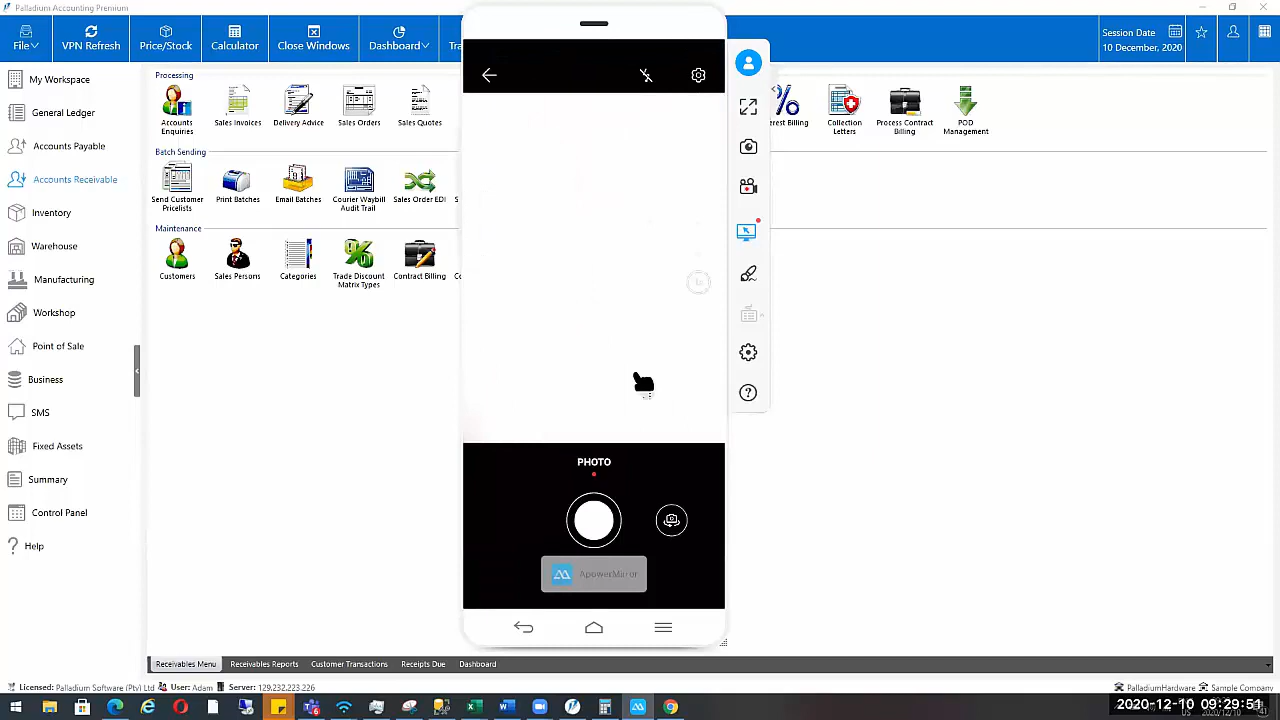 Palladium Accounting Premium
File
VPN Refresh
Price/Stock
Calculator
Close Windows
Dashboard
Session Date
10 December, 2020
My Workspace
General Ledger
Accounts Payable
Accounts Receivable
Inventory
Warehouse
Manufacturing
Workshop
Point of Sale
Business
SMS
Fixed Assets
Summary
Control Panel
Help
Processing
Accounts Enquiries
Sales Invoices
Delivery Advice
Sales Orders
Sales Quotes
Collection Letters
Process Contract Billing
POD Management
Batch Sending
Send Customer Pricelists
Print Batches
Email Batches
Courier Waybill Audit Trail
Sales Order EDI
Maintenance
Customers
Sales Persons
Categories
Trade Discount Matrix Types
Contract Billing
1x
PHOTO
ApowerMirror
Receivables Menu
Receivables Reports
Customer Transactions
Receipts Due
Dashboard
Licensed: Palladium Software (Pty) Ltd
User: Adam
Server: 129.232.223.226
PalladiumHardware
Sample Company
2020-12-10 09:29:51